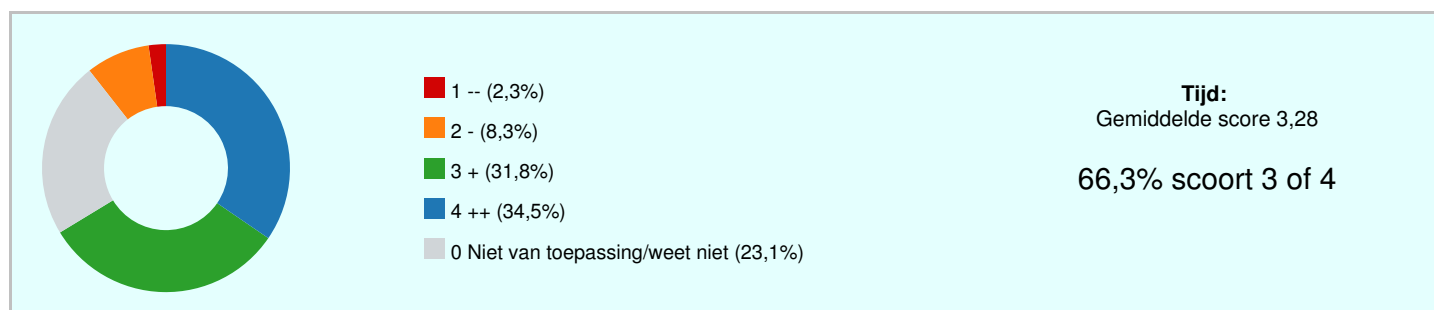 1 -- (2,3%)
2 - (8,3%)
3 + (31,8%)
4 ++ (34,5%)
0 Niet van toepassing/weet niet (23,1%)
Tijd:
Gemiddelde score 3,28
66,3% scoort 3 of 4